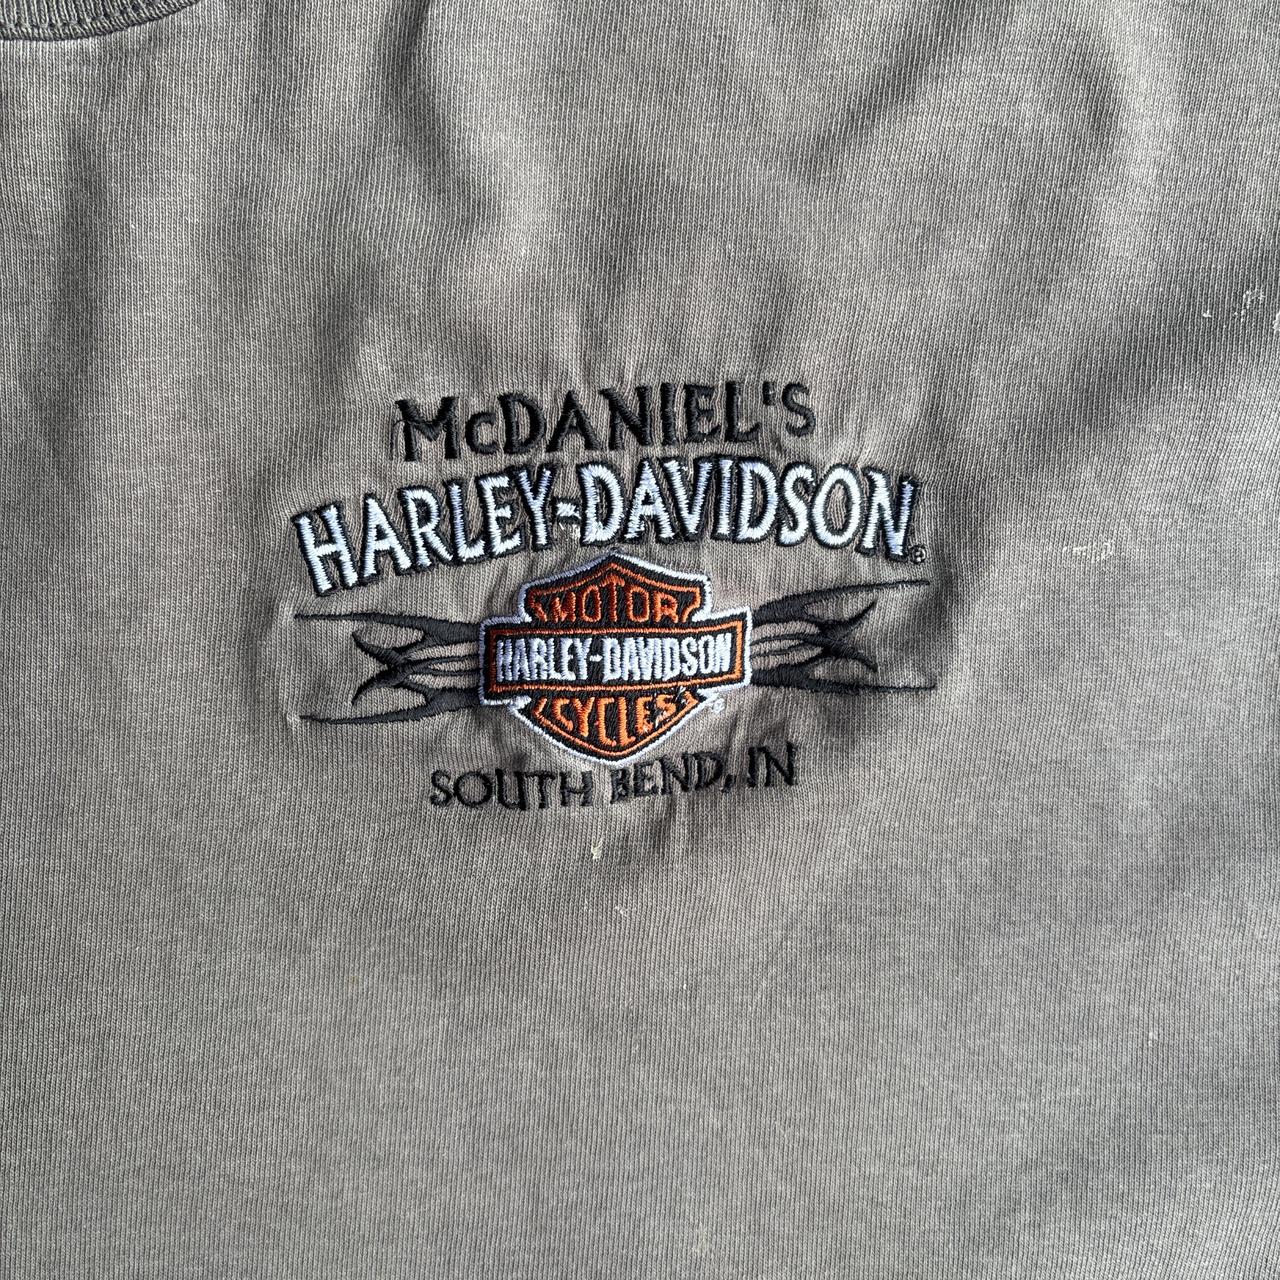 McDANIEL'S
HARLEY-DAVIDSON®
MOTOR
HARLEY-DAVIDSON
CYCLES
®
SOUTH BEND, IN